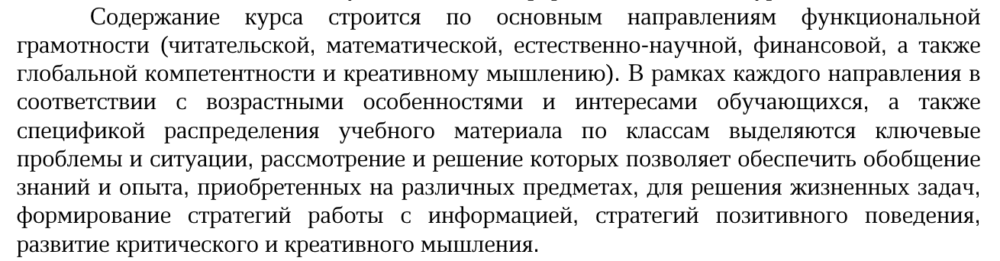 Содержание курса строится по основным направлениям функциональной
грамотности (читательской, математической, естественно-научной, финансовой, а также
глобальной компетентности и креативному мышлению). В рамках каждого направления в
соответствии с возрастными особенностями и интересами обучающихся, а также
спецификой распределения учебного материала по классам выделяются ключевые
проблемы и ситуации, рассмотрение и решение которых позволяет обеспечить обобщение
знаний и опыта, приобретенных на различных предметах, для решения жизненных задач,
формирование стратегий работы с информацией, стратегий позитивного поведения,
развитие критического и креативного мышления.